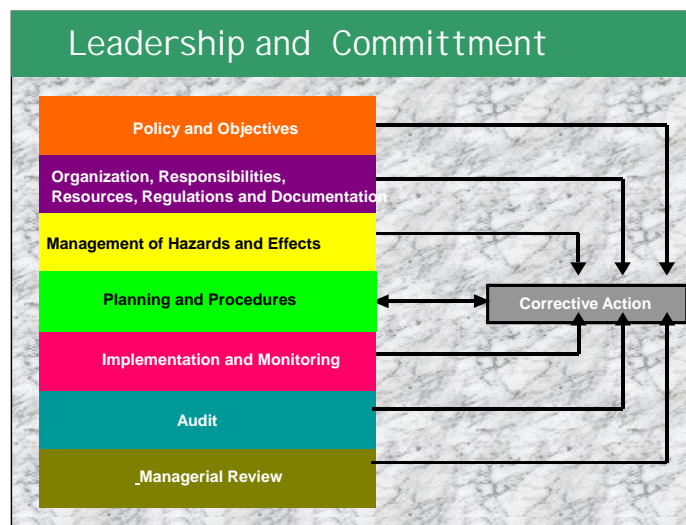 Leadership and Committment
Policy and Objectives
Organization, Responsibilities,
Resources, Regulations and Documentation
Management of Hazards and Effects
Planning and Procedures
Corrective Action
Implementation and Monitoring
Audit
Managerial Review